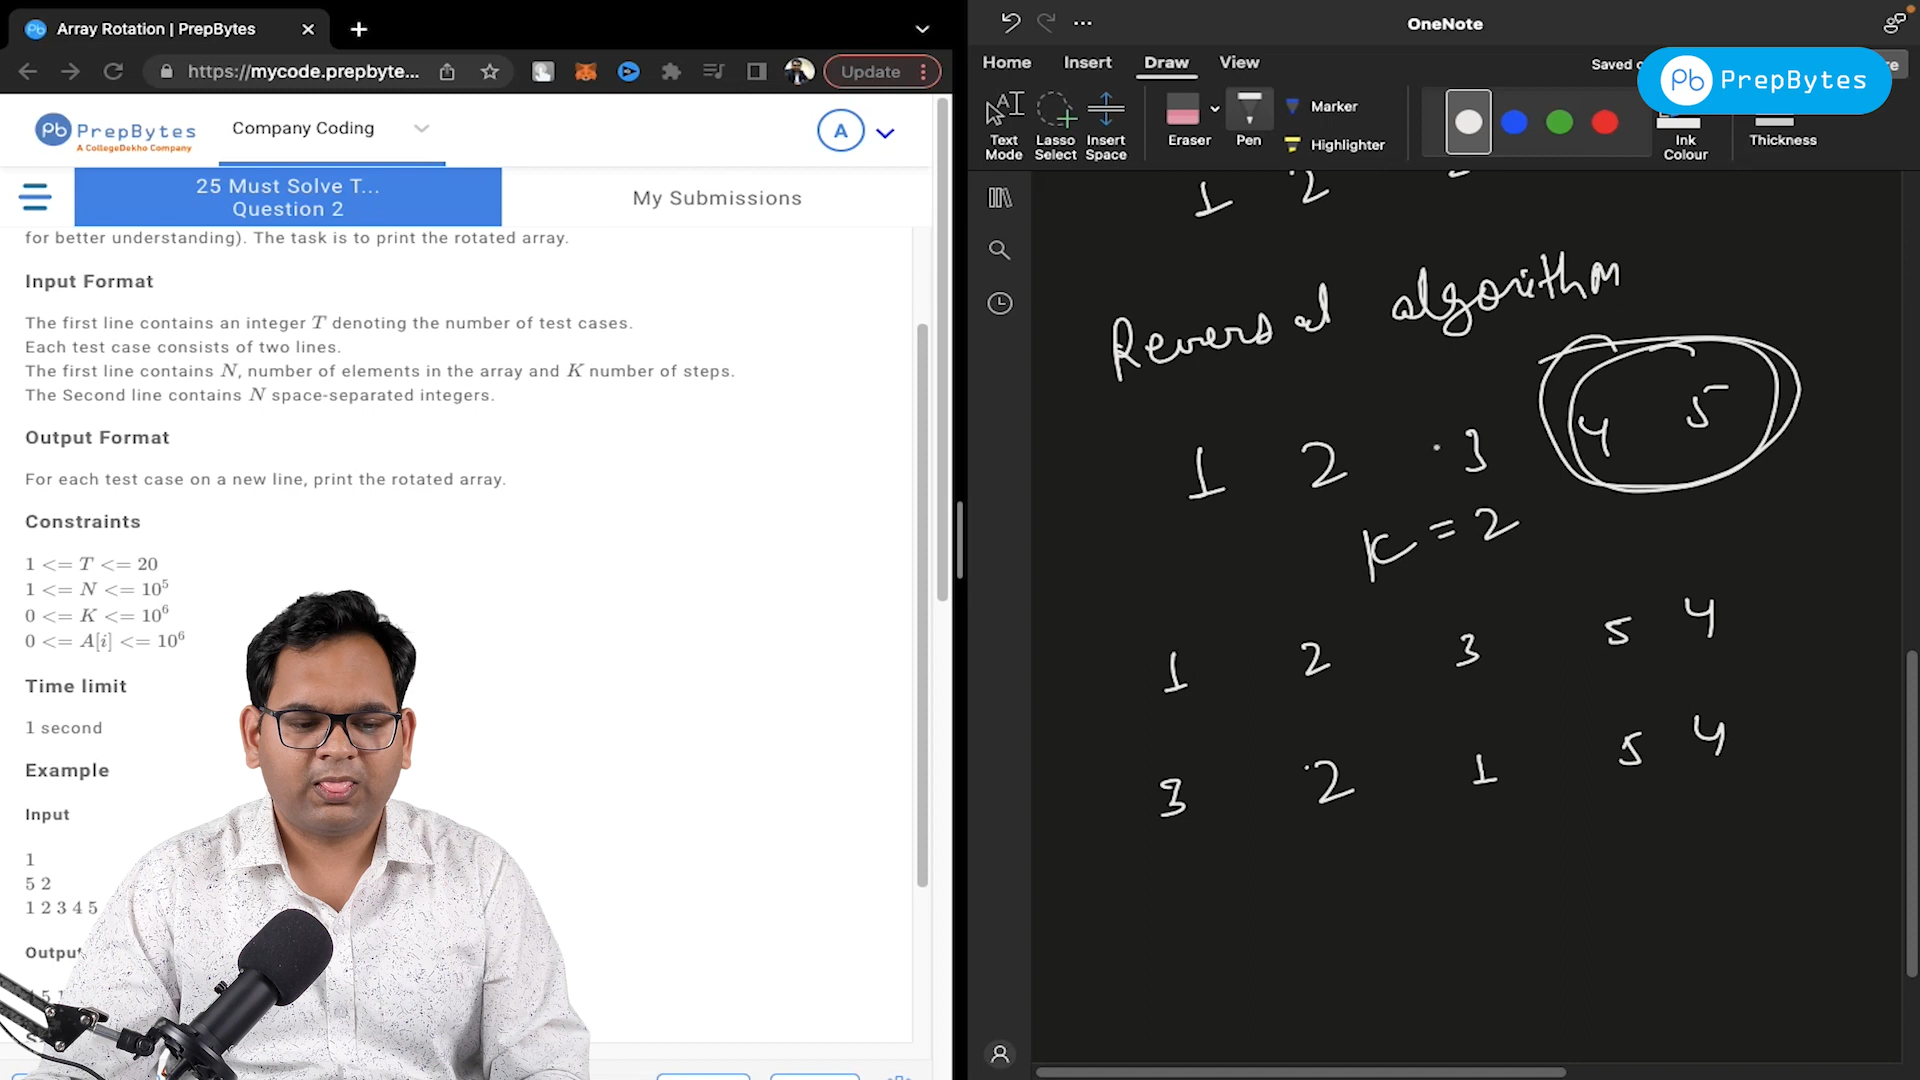 Array Rotation | PrepBytes
https://mycode.prepbyte...
Update
PrepBytes
A CollegeDekho Company
Company Coding
A
25 Must Solve T...
Question 2
My Submissions
for better understanding). The task is to print the rotated array.
Input Format
The first line contains an integer T denoting the number of test cases.
Each test case consists of two lines.
The first line contains N, number of elements in the array and K number of steps.
The Second line contains N space-separated integers.
Output Format
For each test case on a new line, print the rotated array.
Constraints
1 <= T <= 20
1 <= N <= 10⁵
0 <= K <= 10⁶
0 <= A[i] <= 10⁶
Time limit
1 second
Example
Input
1
5 2
1 2 3 4 5
Output
OneNote
Home Insert Draw View
Saved
PrepBytes
Text Mode
Lasso Select
Insert Space
Eraser
Pen
Marker
Highlighter
Ink Colour
Thickness
1 2
Reversal algorithm
1 2 3 4 5
K = 2
1 2 3 5 4
3 2 1 5 4